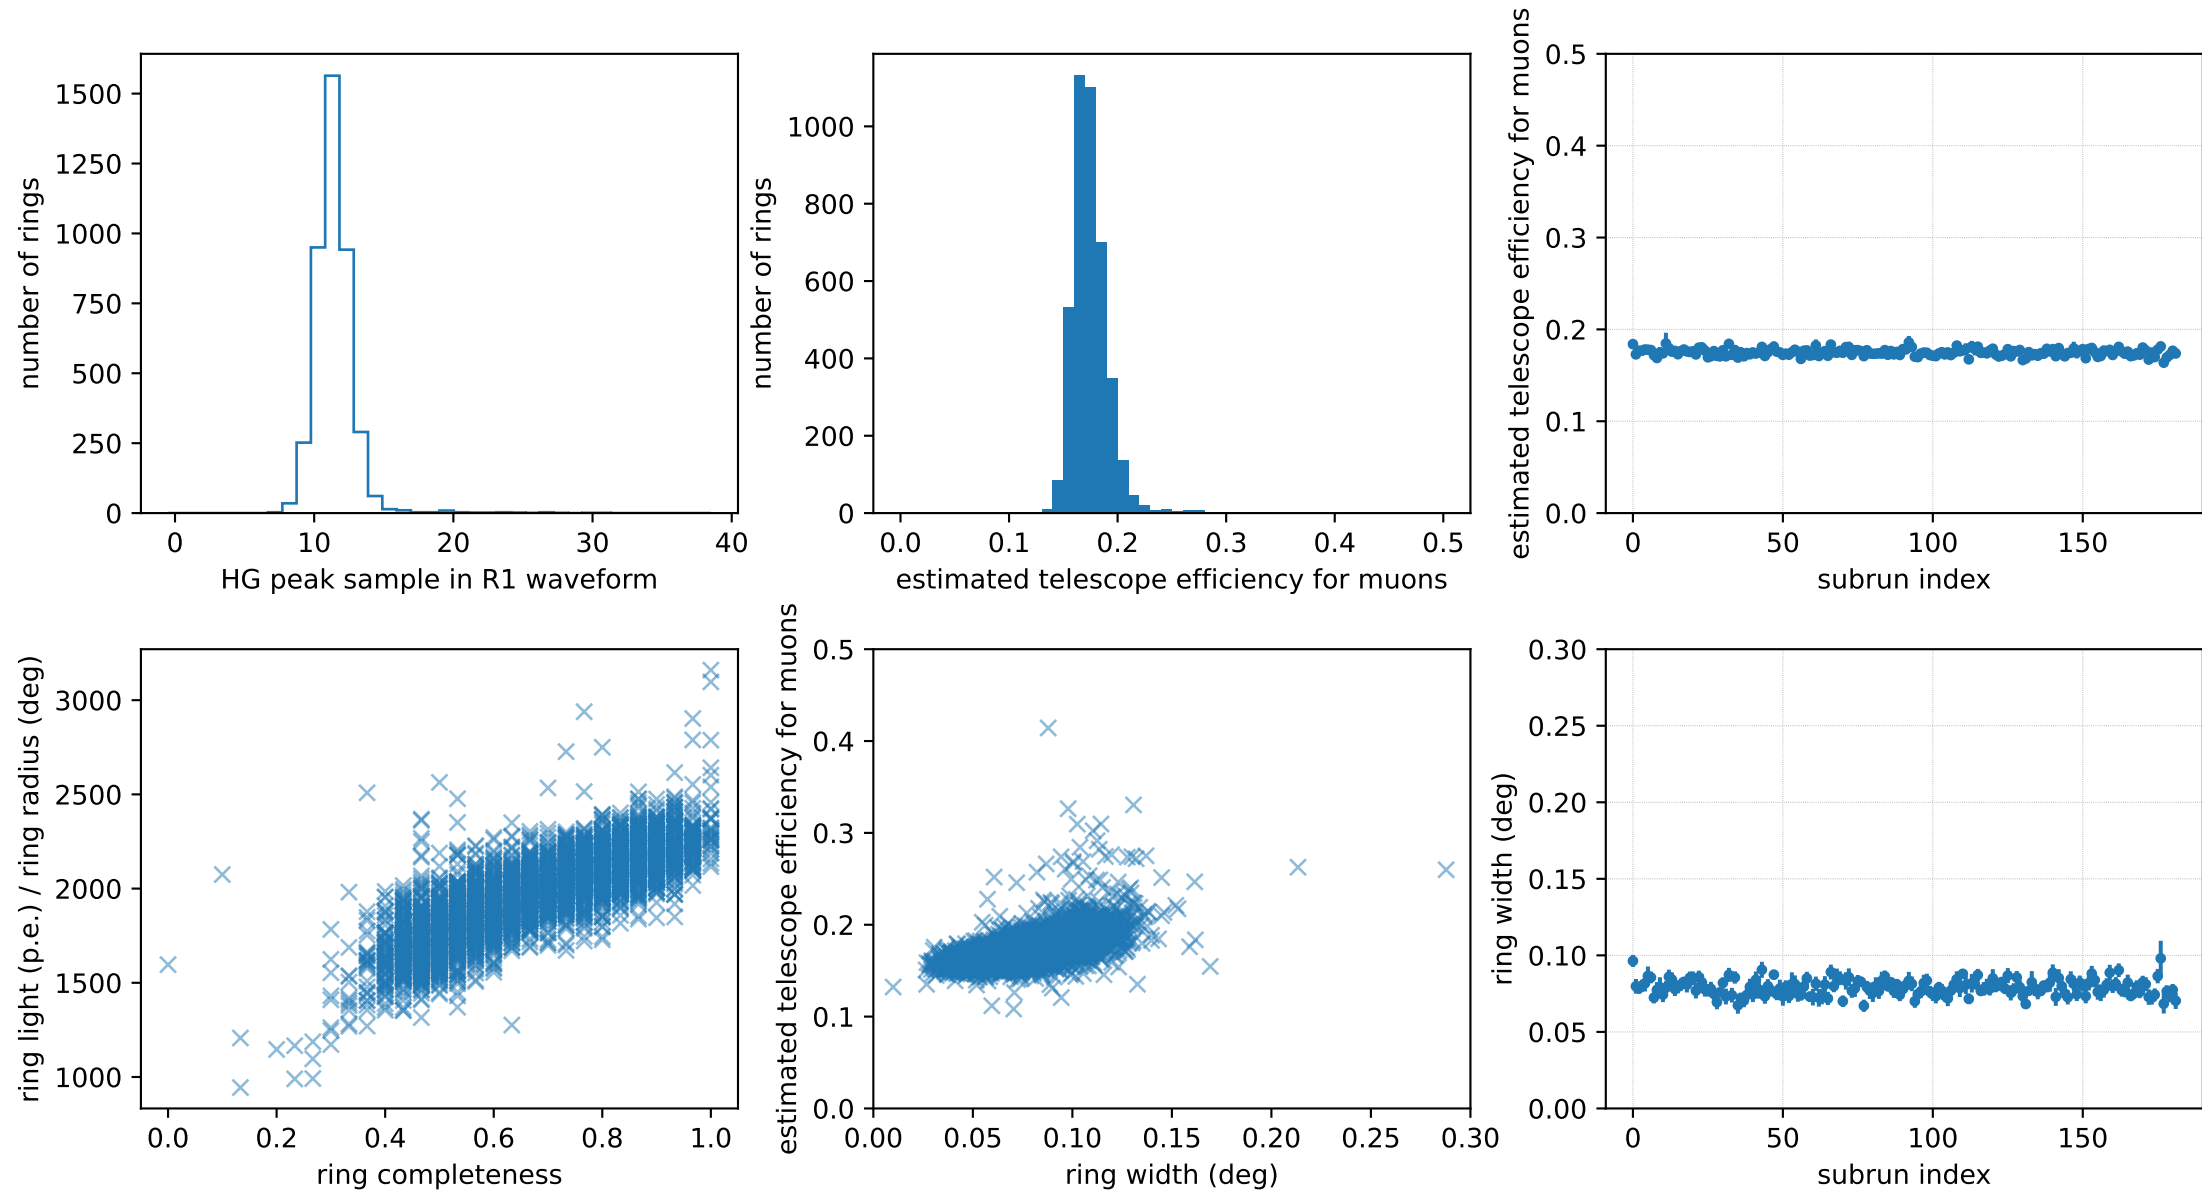 number of rings
1500
1250
1000
750
500
250
0
0 10 20 30 40
HG peak sample in R1 waveform
number of rings
1000
800
600
400
200
0
0.0 0.1 0.2 0.3 0.4 0.5
estimated telescope efficiency for muons
estimated telescope efficiency for muons
0.5
0.4
0.3
0.2
0.1
0.0
0 50 100 150
subrun index
ring light (p.e.) / ring radius (deg)
3000
2500
2000
1500
1000
0.0 0.2 0.4 0.6 0.8 1.0
ring completeness
estimated telescope efficiency for muons
0.5
0.4
0.3
0.2
0.1
0.0
0.00 0.05 0.10 0.15 0.20 0.25 0.30
ring width (deg)
ring width (deg)
0.30
0.25
0.20
0.15
0.10
0.05
0.00
0 50 100 150
subrun index